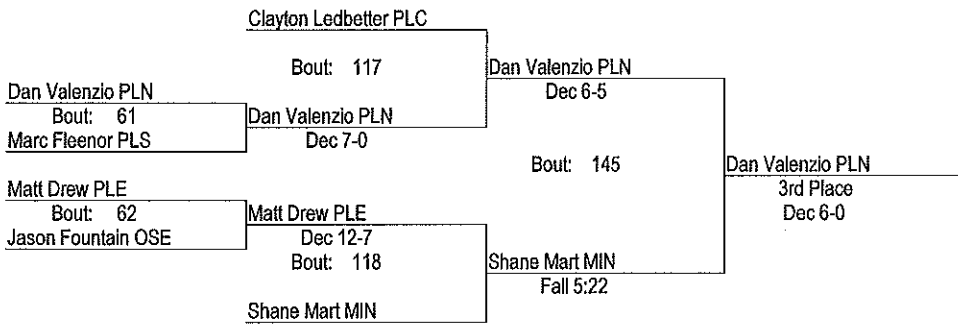 Clayton Ledbetter PLC
Bout: 117
Dan Valenzio PLN
Dec 6-5
Dan Valenzio PLN
Bout: 61
Marc Fleenor PLS
Dan Valenzio PLN
Dec 7-0
Bout: 145
Dan Valenzio PLN
3rd Place
Dec 6-0
Matt Drew PLE
Bout: 62
Jason Fountain OSE
Matt Drew PLE
Dec 12-7
Bout: 118
Shane Mart MIN
Fall 5:22
Shane Mart MIN